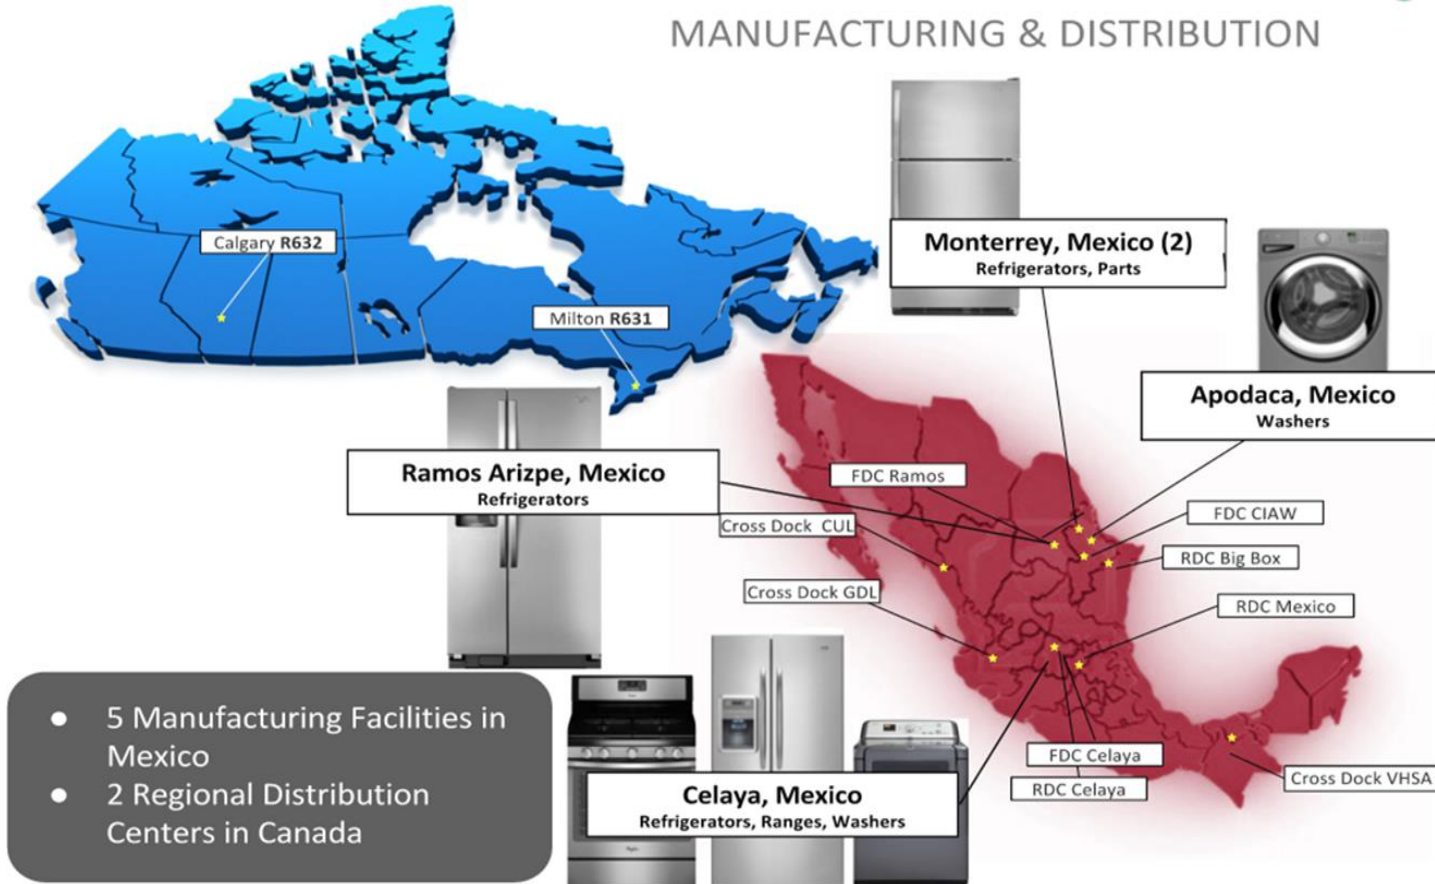 MANUFACTURING & DISTRIBUTION
Calgary R632
Milton R631
Monterrey, Mexico (2)
Refrigerators, Parts
Apodaca, Mexico
Washers
Ramos Arizpe, Mexico
Refrigerators
FDC Ramos
Cross Dock CUL
FDC CIAW
RDC Big Box
Cross Dock GDL
RDC Mexico
FDC Celaya
RDC Celaya
Cross Dock VHSA
Celaya, Mexico
Refrigerators, Ranges, Washers
● 5 Manufacturing Facilities in
Mexico
● 2 Regional Distribution
Centers in Canada